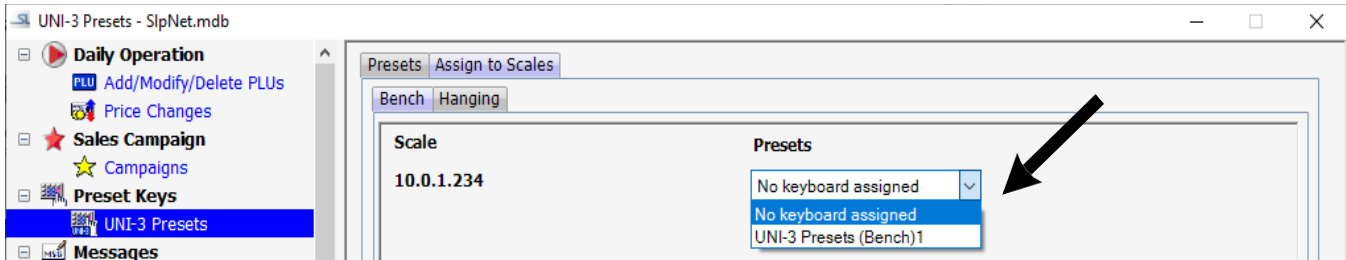 UNI-3 Presets - SlpNet.mdb
Daily Operation
PLU Add/Modify/Delete PLUs
Price Changes
Sales Campaign
Campaigns
Preset Keys
UNI-3 Presets
Messages
Presets Assign to Scales
Bench Hanging
Scale Presets
10.0.1.234 No keyboard assigned
No keyboard assigned
UNI-3 Presets (Bench)1